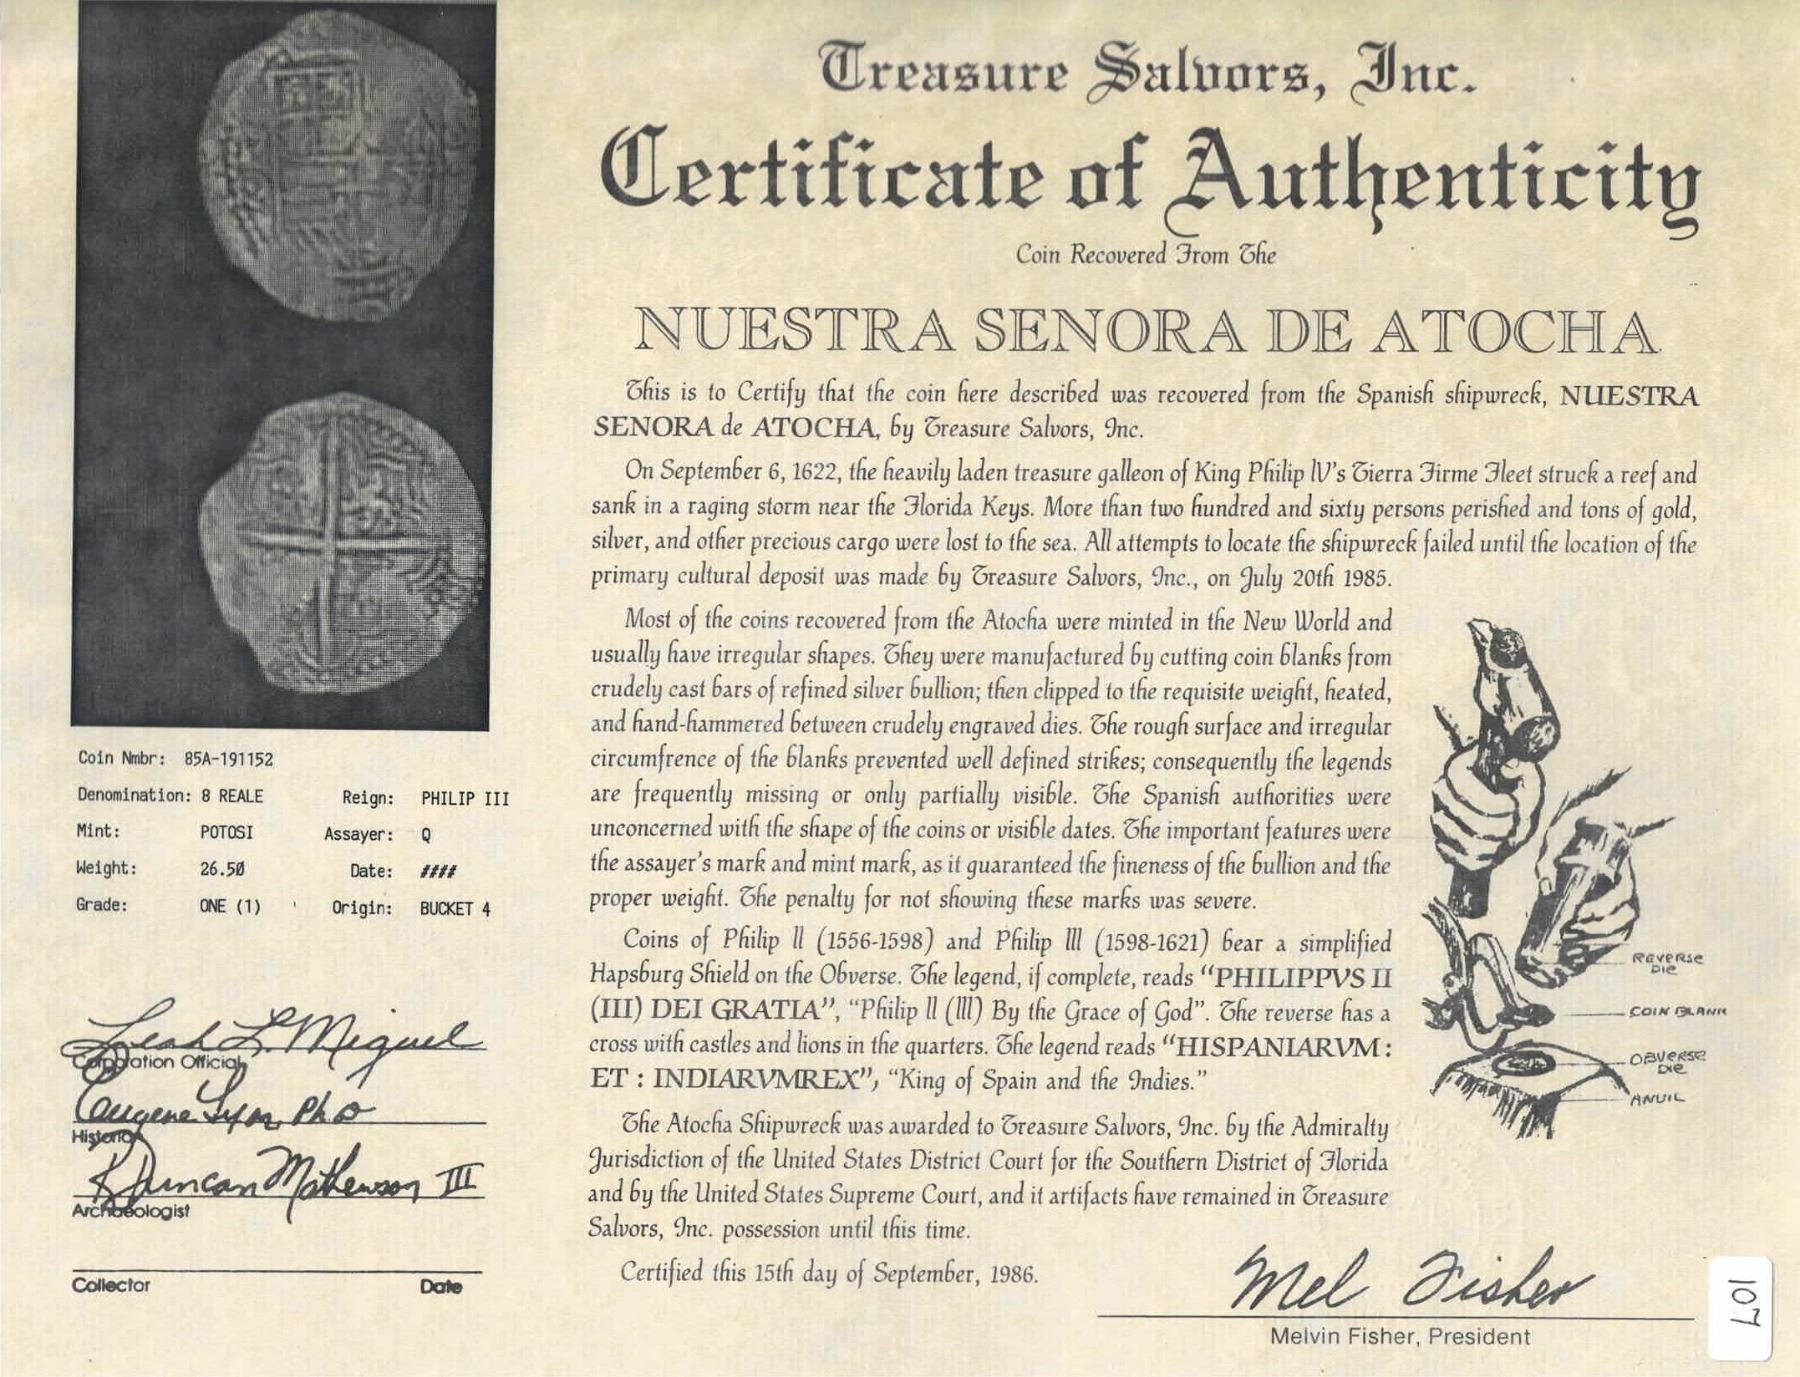 Treasure Salvors, Inc.
Certificate of Authenticity
Coin Recovered From The
NUESTRA SENORA DE ATOCHA
This is to Certify that the coin here described was recovered from the Spanish shipwreck, NUESTRA
SENORA de ATOCHA, by Treasure Salvors, Inc.
On September 6, 1622, the heavily laden treasure galleon of King Philip IV's Tierra Firme Fleet struck a reef and
sank in a raging storm near the Florida Keys. More than two hundred and sixty persons perished and tons of gold,
silver, and other precious cargo were lost to the sea. All attempts to locate the shipwreck failed until the location of the
primary cultural deposit was made by Treasure Salvors, Inc., on July 20th 1985.
Most of the coins recovered from the Atocha were minted in the New World and
usually have irregular shapes. They were manufactured by cutting coin blanks from
crudely cast bars of refined silver bullion; then clipped to the requisite weight, heated,
and hand-hammered between crudely engraved dies. The rough surface and irregular
circumfrence of the blanks prevented well defined strikes; consequently the legends
are frequently missing or only partially visible. The Spanish authorities were
unconcerned with the shape of the coins or visible dates. The important features were
the assayer's mark and mint mark, as it guaranteed the fineness of the bullion and the
proper weight. The penalty for not showing these marks was severe.
Coins of Philip II (1556-1598) and Philip III (1598-1621) bear a simplified
Hapsburg Shield on the Obverse. The legend, if complete, reads "PHILIPPVS II
(III) DEI GRATIA", "Philip II (III) By the Grace of God". The reverse has a
cross with castles and lions in the quarters. The legend reads "HISPANIARVM :
ET : INDIARVMREX", "King of Spain and the Indies."
The Atocha Shipwreck was awarded to Treasure Salvors, Inc. by the Admiralty
Jurisdiction of the United States District Court for the Southern District of Florida
and by the United States Supreme Court, and it artifacts have remained in Treasure
Salvors, Inc. possession until this time.
Certified this 15th day of September, 1986.
REVERSE
DIE
COIN BLANK
OBVERSE
DIE
ANVIL
Mel Fisher
Melvin Fisher, President
107
Coin Nmbr: 85A-191152
Denomination: 8 REALE Reign: PHILIP III
Mint: POTOSI Assayer: Q
Weight: 26.50 Date: ####
Grade: ONE (1) Origin: BUCKET 4
Leah L. Miguel
Corporation Official
Eugene Lyon, PhD
Historian
R Duncan Mathewson III
Archaeologist
Collector Date